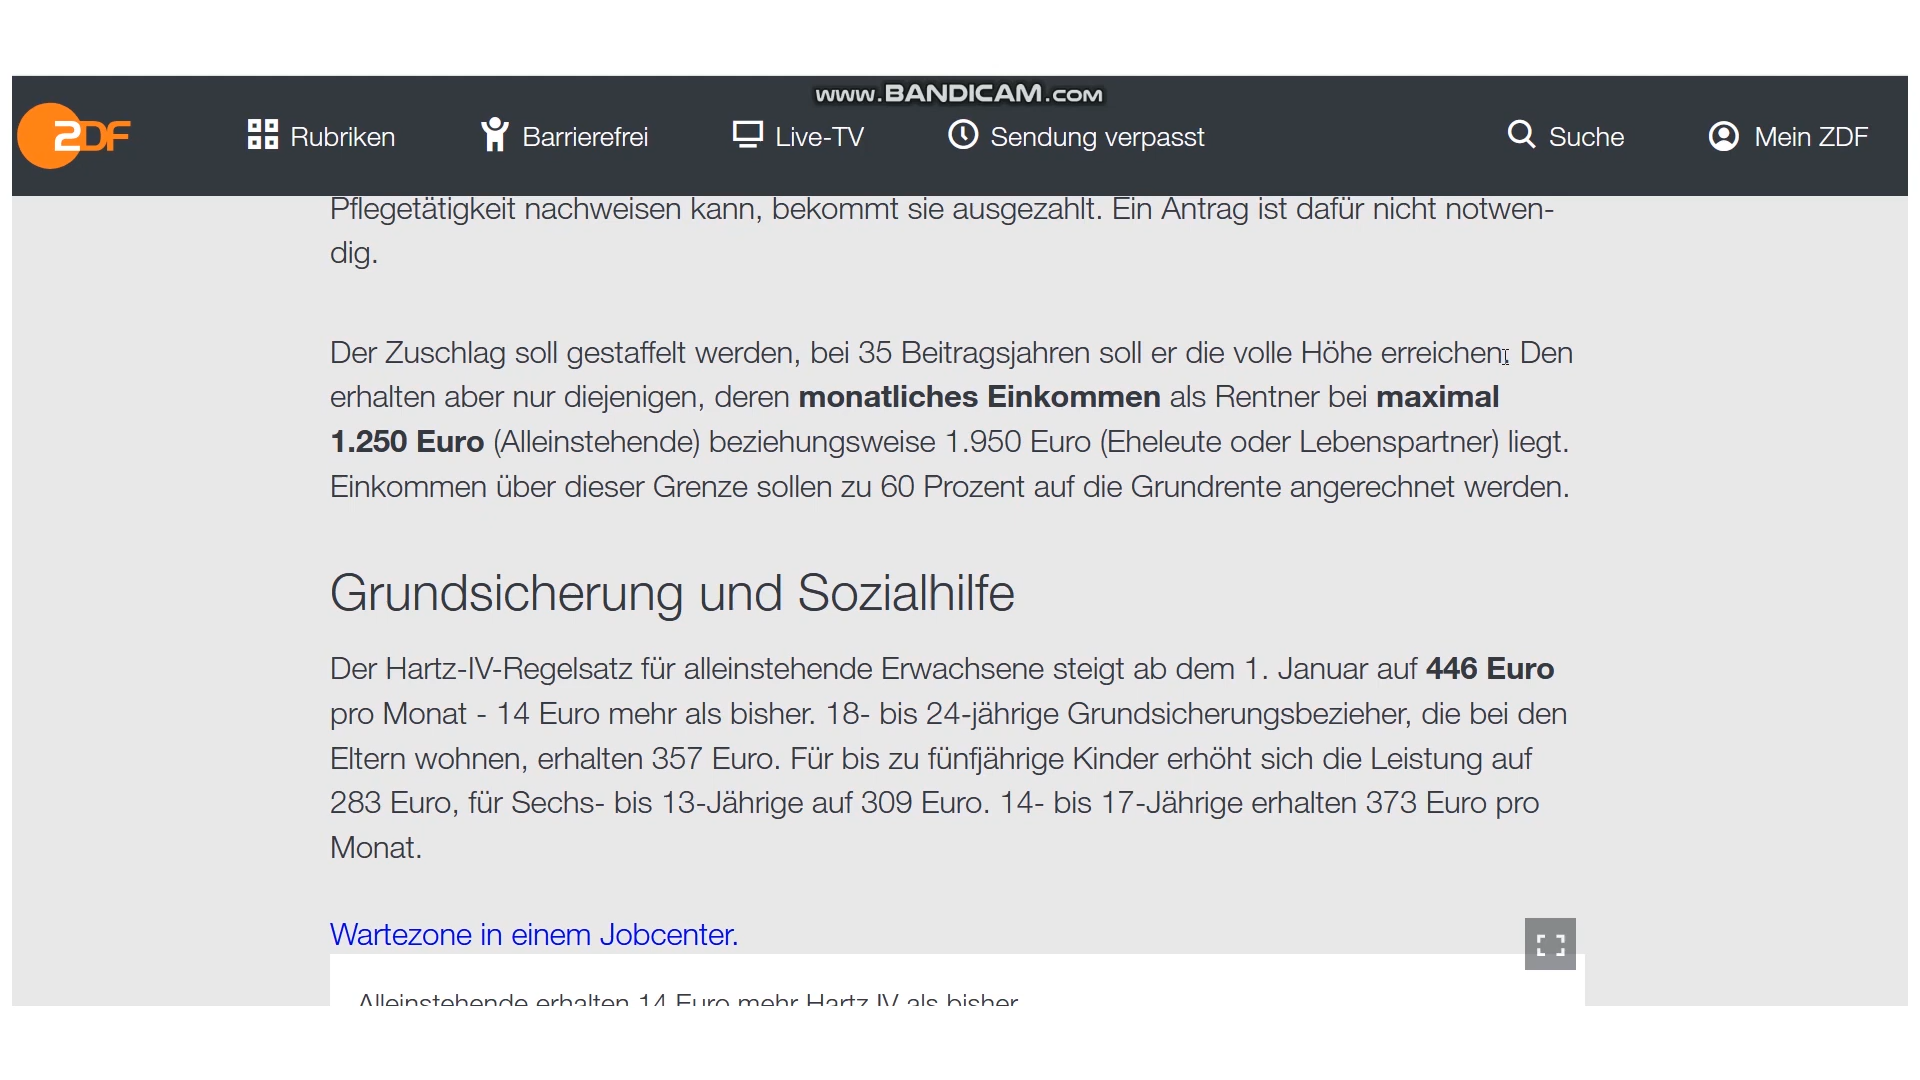 www.BANDICAM.com
ZDF Rubriken Barrierefrei Live-TV Sendung verpasst Suche Mein ZDF
Pflegetätigkeit nachweisen kann, bekommt sie ausgezahlt. Ein Antrag ist dafür nicht notwen-
dig.
Der Zuschlag soll gestaffelt werden, bei 35 Beitragsjahren soll er die volle Höhe erreichen. Den
erhalten aber nur diejenigen, deren monatliches Einkommen als Rentner bei maximal
1.250 Euro (Alleinstehende) beziehungsweise 1.950 Euro (Eheleute oder Lebenspartner) liegt.
Einkommen über dieser Grenze sollen zu 60 Prozent auf die Grundrente angerechnet werden.
Grundsicherung und Sozialhilfe
Der Hartz-IV-Regelsatz für alleinstehende Erwachsene steigt ab dem 1. Januar auf 446 Euro
pro Monat - 14 Euro mehr als bisher. 18- bis 24-jährige Grundsicherungsbezieher, die bei den
Eltern wohnen, erhalten 357 Euro. Für bis zu fünfjährige Kinder erhöht sich die Leistung auf
283 Euro, für Sechs- bis 13-Jährige auf 309 Euro. 14- bis 17-Jährige erhalten 373 Euro pro
Monat.
Wartezone in einem Jobcenter.
Alleinstehende erhalten 14 Euro mehr Hartz IV als bisher